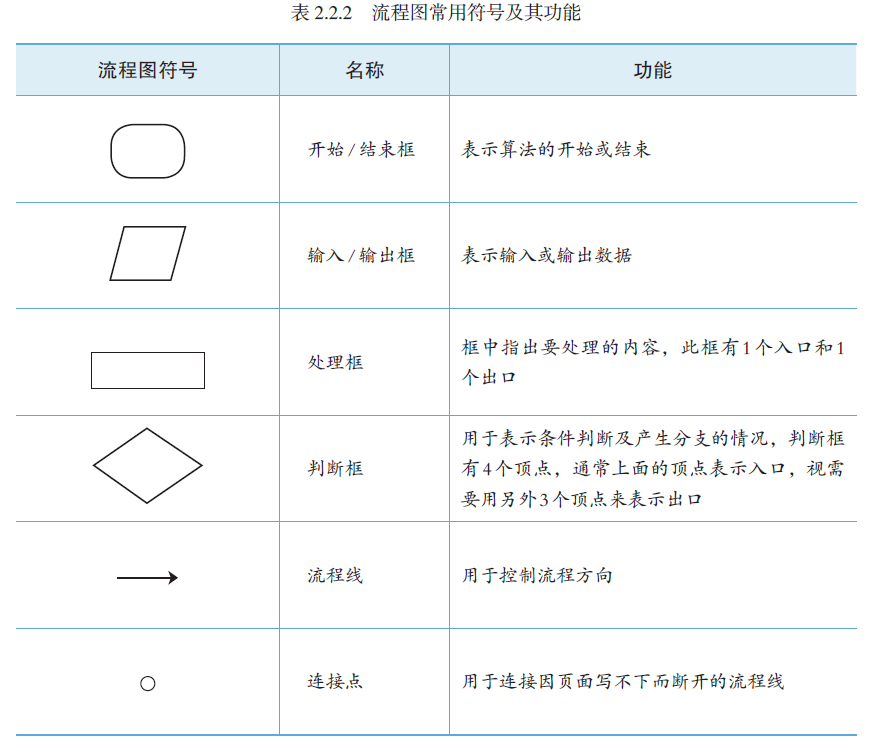 表 2.2.2 流程图常用符号及其功能
流程图符号 名称 功能
开始/结束框 表示算法的开始或结束
输入/输出框 表示输入或输出数据
处理框 框中指出要处理的内容，此框有1个入口和1
个出口
判断框 用于表示条件判断及产生分支的情况，判断框
有4个顶点，通常上面的顶点表示入口，视需
要用另外3个顶点来表示出口
流程线 用于控制流程方向
连接点 用于连接因页面写不下而断开的流程线